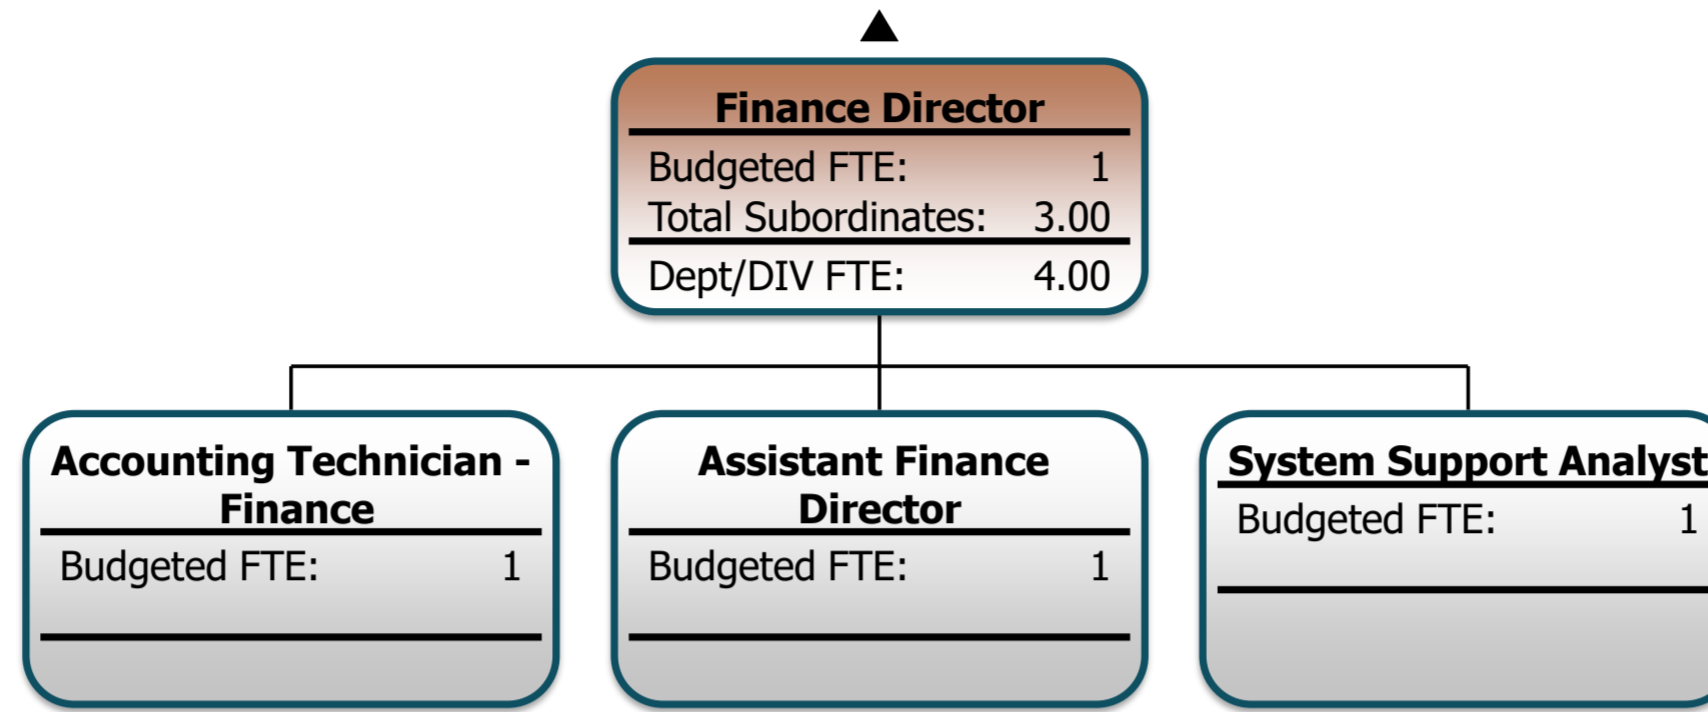 Finance Director
Budgeted FTE: 1
Total Subordinates: 3.00
Dept/DIV FTE: 4.00
Accounting Technician -
Finance
Budgeted FTE: 1
Assistant Finance
Director
Budgeted FTE: 1
System Support Analyst
Budgeted FTE: 1